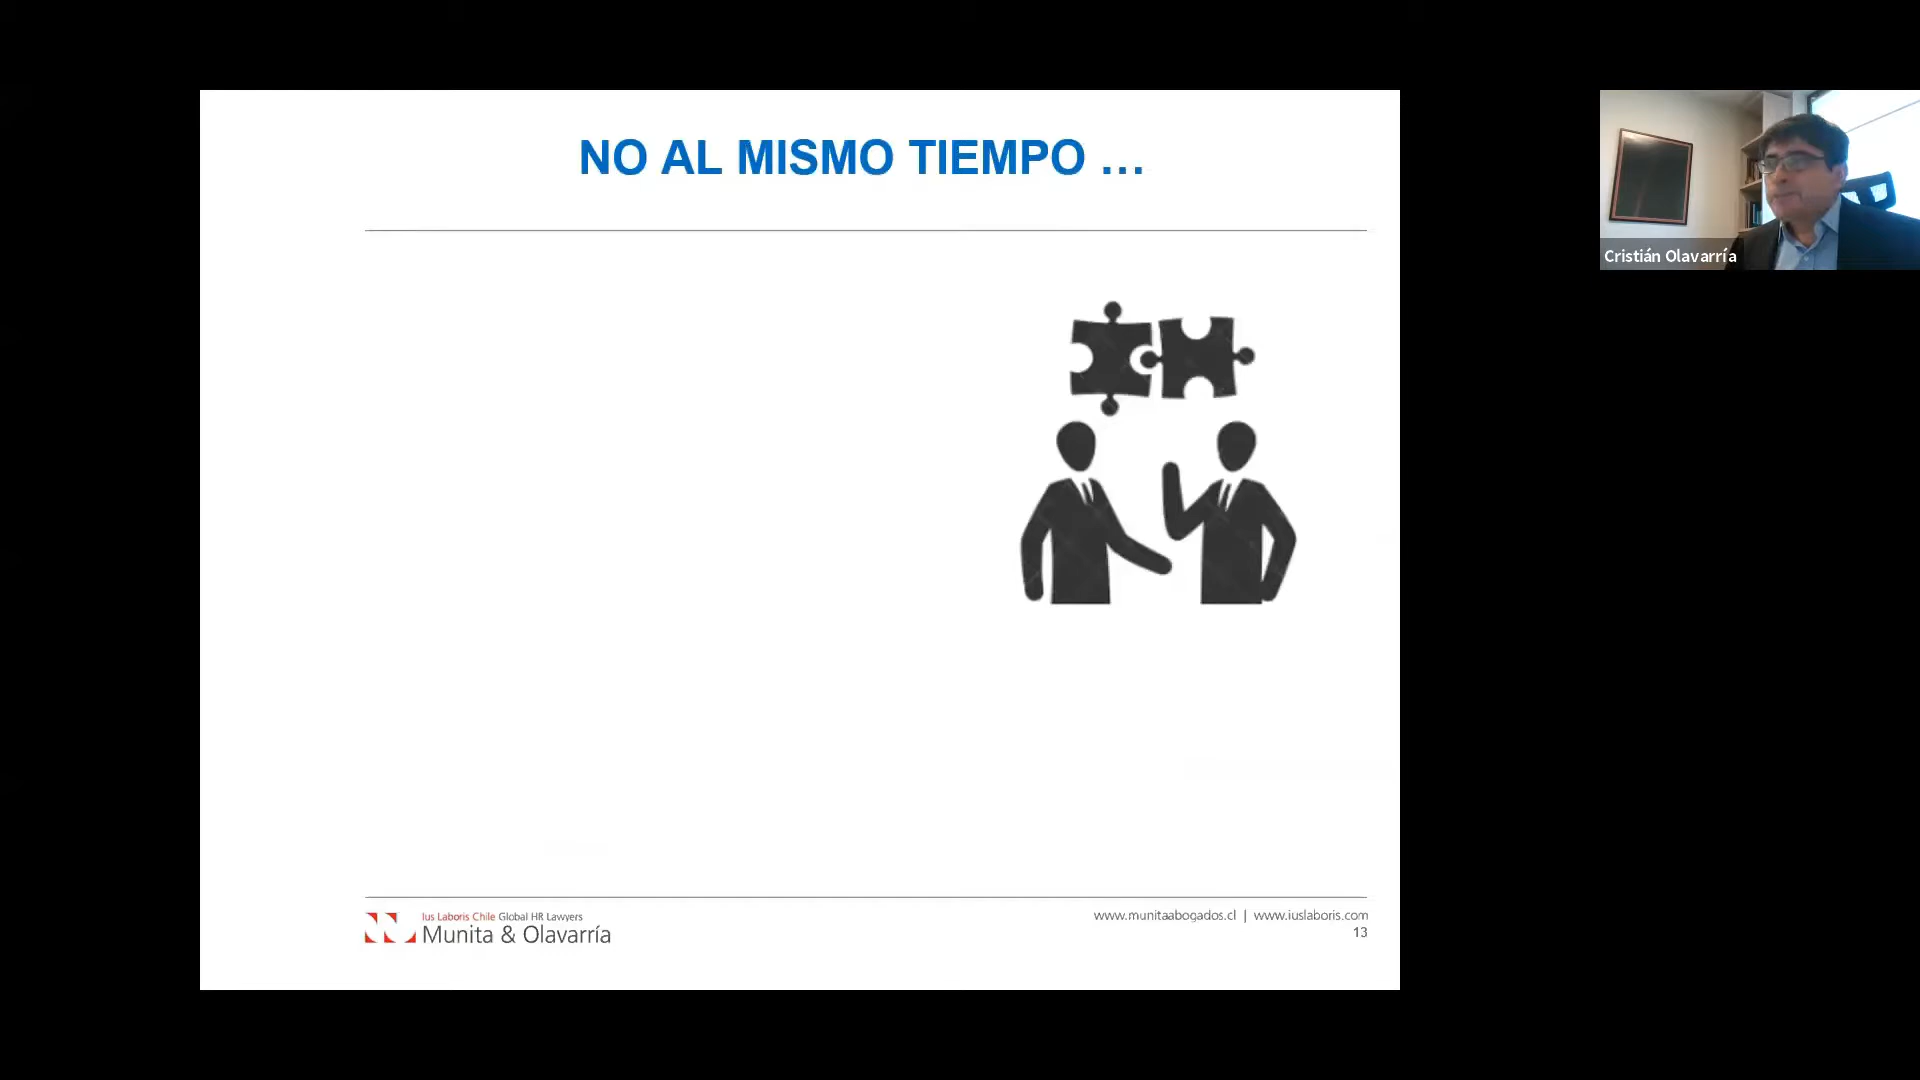 NO AL MISMO TIEMPO …
Cristián Olavarría
Ius Laboris Chile Global HR Lawyers
Munita & Olavarría
www.munitaabogados.cl | www.iuslaboris.com
13